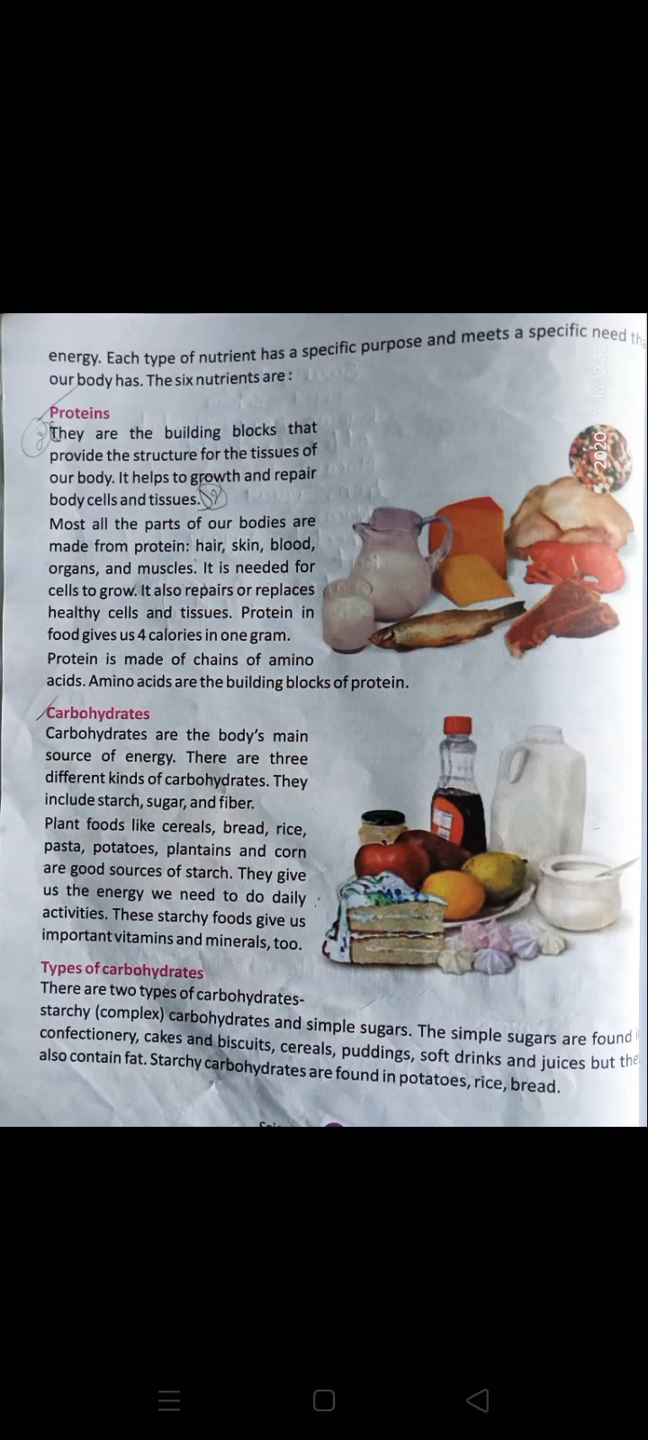 energy. Each type of nutrient has a specific purpose and meets a specific need
our body has. The six nutrients are :
Proteins
They are the building blocks that
provide the structure for the tissues of
our body. It helps to growth and repair
body cells and tissues.
Most all the parts of our bodies are
made from protein: hair, skin, blood,
organs, and muscles. It is needed for
cells to grow. It also repairs or replaces
healthy cells and tissues. Protein in
food gives us 4 calories in one gram.
Protein is made of chains of amino
acids. Amino acids are the building blocks of protein.
2020
Carbohydrates
Carbohydrates are the body's main
source of energy. There are three
different kinds of carbohydrates. They
include starch, sugar, and fiber.
Plant foods like cereals, bread, rice,
pasta, potatoes, plantains and corn
are good sources of starch. They give
us the energy we need to do daily
activities. These starchy foods give us
important vitamins and minerals, too.
Types of carbohydrates
There are two types of carbohydrates-
starchy (complex) carbohydrates and simple sugars. The simple sugars are found
confectionery, cakes and biscuits, cereals, puddings, soft drinks and juices but
also contain fat. Starchy carbohydrates are found in potatoes, rice, bread.